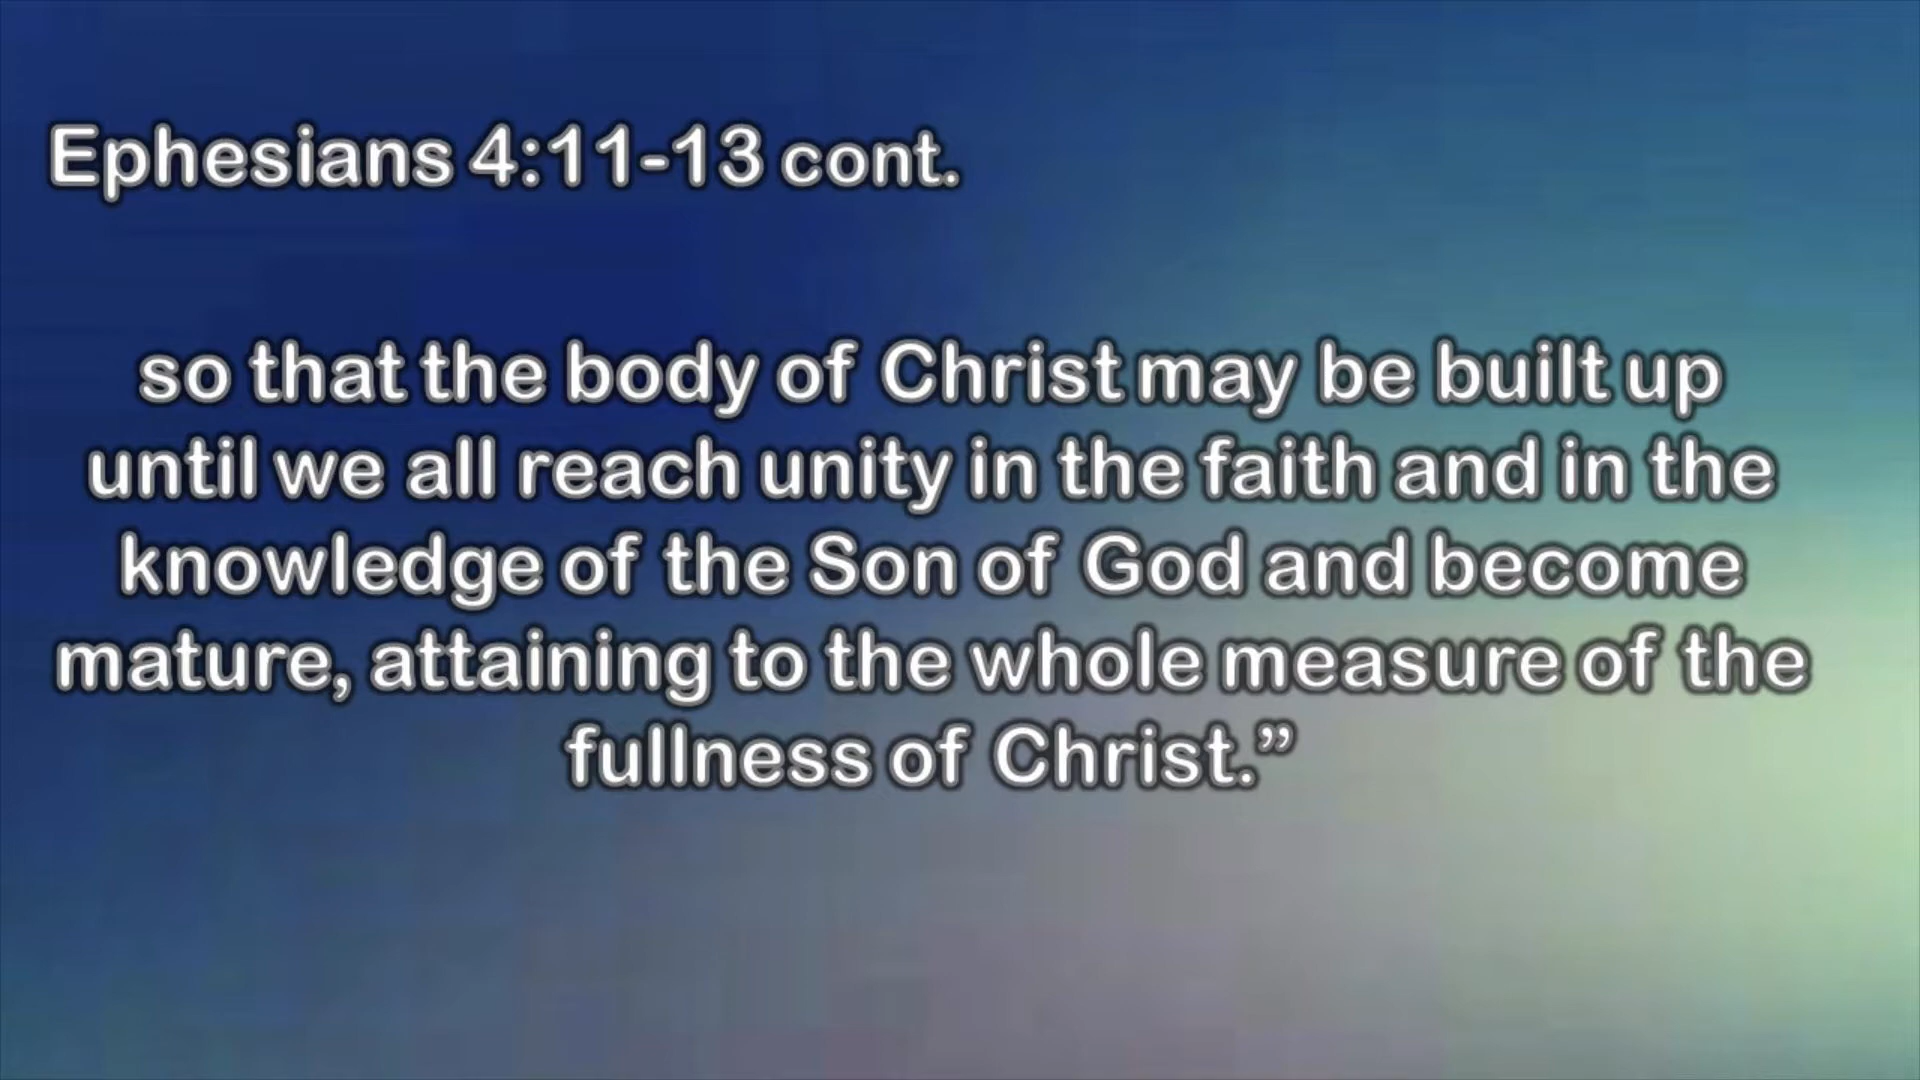 Ephesians 4:11-13 cont.
so that the body of Christ may be built up
until we all reach unity in the faith and in the
knowledge of the Son of God and become
mature, attaining to the whole measure of the
fullness of Christ.”